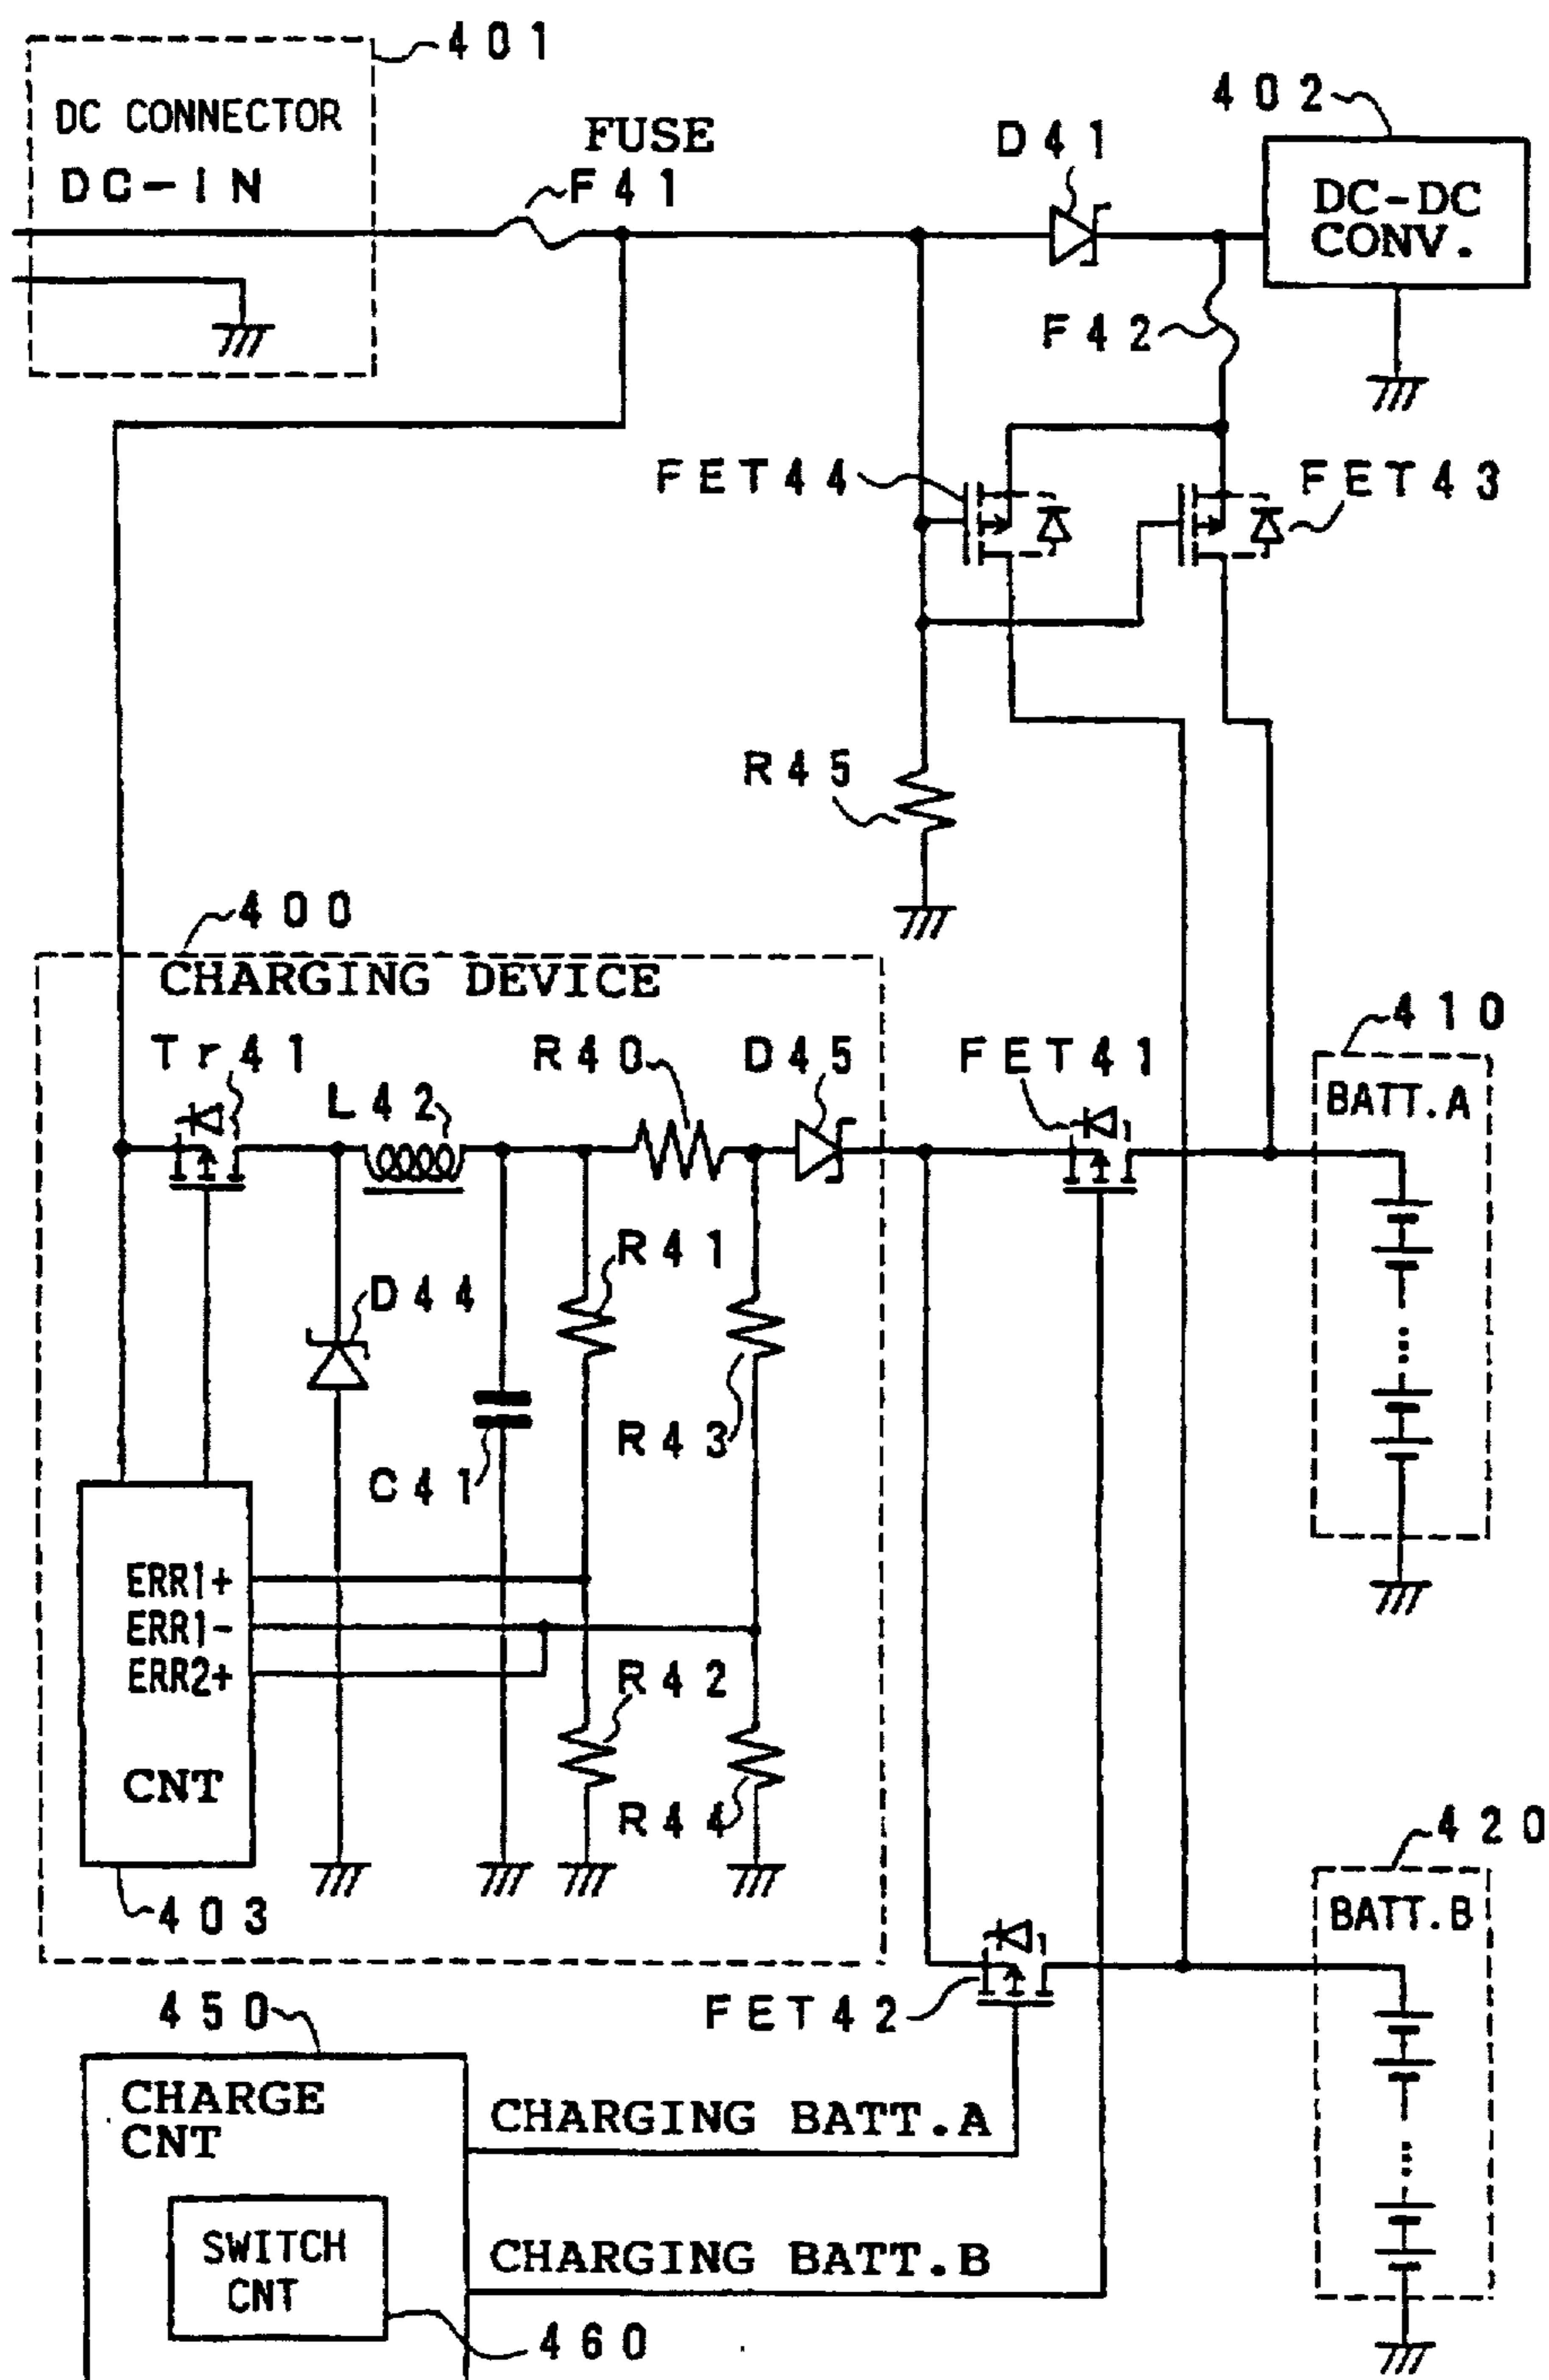 401
DC CONNECTOR
DC-IN
FUSE
F41
D41
402
DC-DC
CONV.
F42
FET44
FET43
R45
400
CHARGING DEVICE
Tr41
L42
R40
D45
FET41
410
BATT.A
R41
D44
R43
C41
ERR1+
ERR1-
ERR2+
R42
CNT
R44
403
420
BATT.B
FET42
450
CHARGE
CNT
CHARGING BATT.A
SWITCH
CNT
CHARGING BATT.B
460